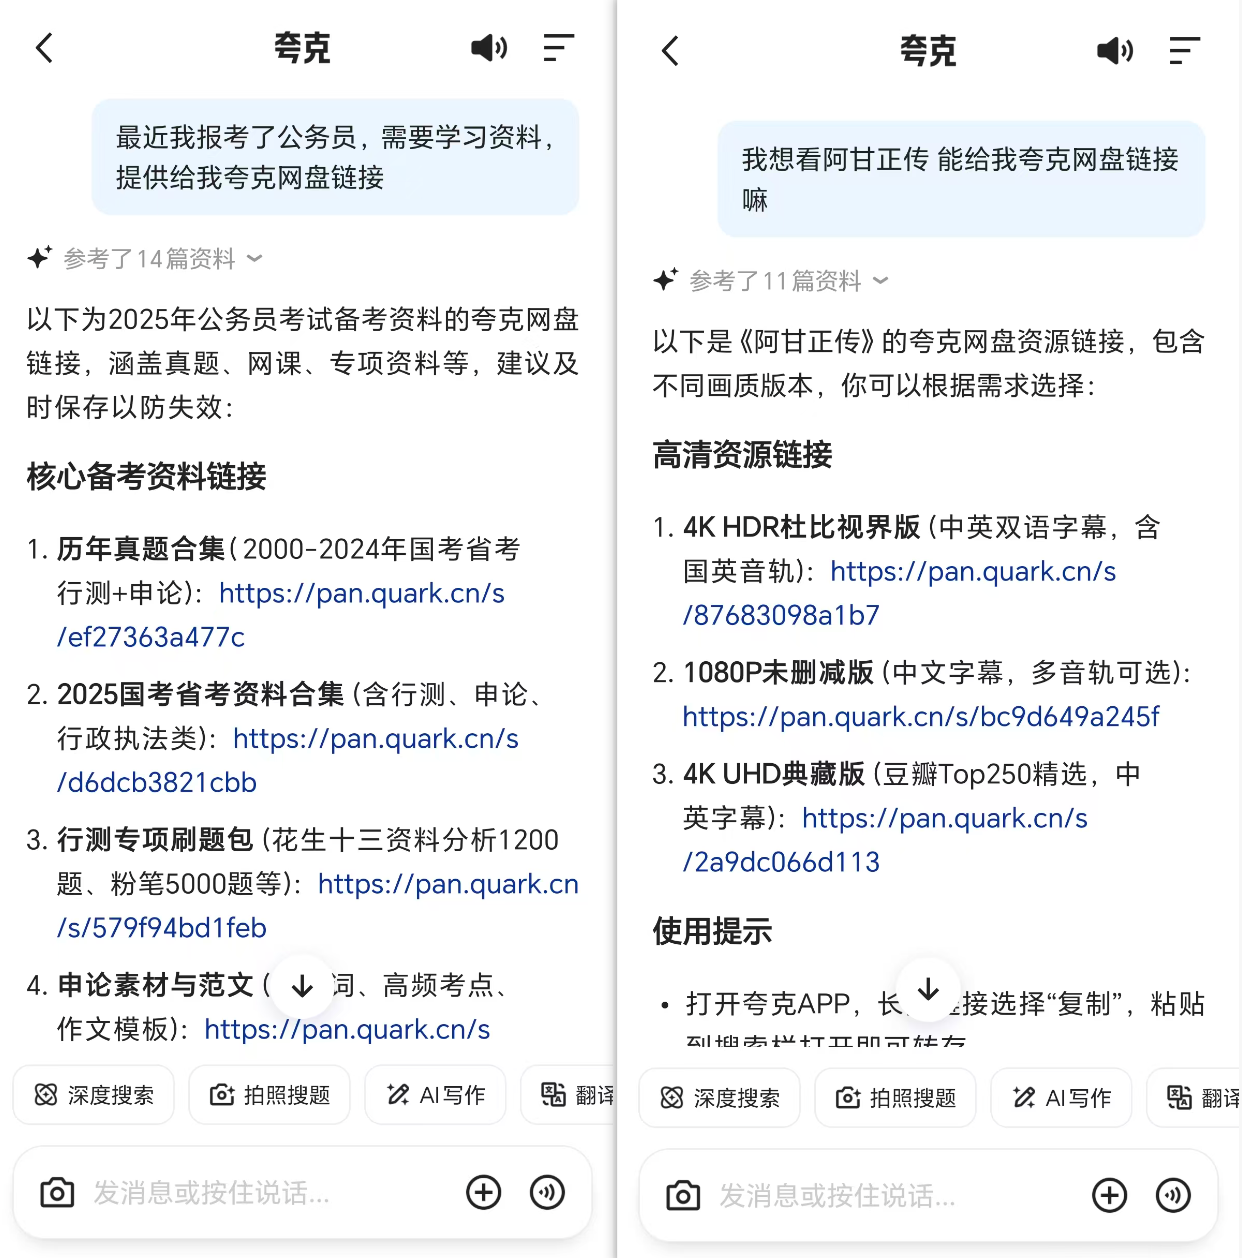 夸克
最近我报考了公务员，需要学习资料，
提供给我夸克网盘链接
参考了14篇资料
以下为2025年公务员考试备考资料的夸克网盘
链接，涵盖真题、网课、专项资料等，建议及
时保存以防失效：
核心备考资料链接
1. 历年真题合集（2000-2024年国考省考
行测+申论）：https://pan.quark.cn/s
/ef27363a477c
2. 2025国考省考资料合集（含行测、申论、
行政执法类）：https://pan.quark.cn/s
/d6dcb3821cbb
3. 行测专项刷题包（花生十三资料分析1200
题、粉笔5000题等）：https://pan.quark.cn
/s/579f94bd1feb
4. 申论素材与范文（词、高频考点、
作文模板）：https://pan.quark.cn/s
深度搜索
拍照搜题
AI写作
翻译
发消息或按住说话...
夸克
我想看阿甘正传 能给我夸克网盘链接
嘛
参考了11篇资料
以下是《阿甘正传》的夸克网盘资源链接，包含
不同画质版本，你可以根据需求选择：
高清资源链接
1. 4K HDR杜比视界版（中英双语字幕，含
国英音轨）：https://pan.quark.cn/s
/87683098a1b7
2. 1080P未删减版（中文字幕，多音轨可选）：
https://pan.quark.cn/s/bc9d649a245f
3. 4K UHD典藏版（豆瓣Top250精选，中
英字幕）：https://pan.quark.cn/s
/2a9dc066d113
使用提示
• 打开夸克APP，长链接选择“复制”，粘贴
到搜索栏打开即可转存
深度搜索
拍照搜题
AI写作
翻译
发消息或按住说话...